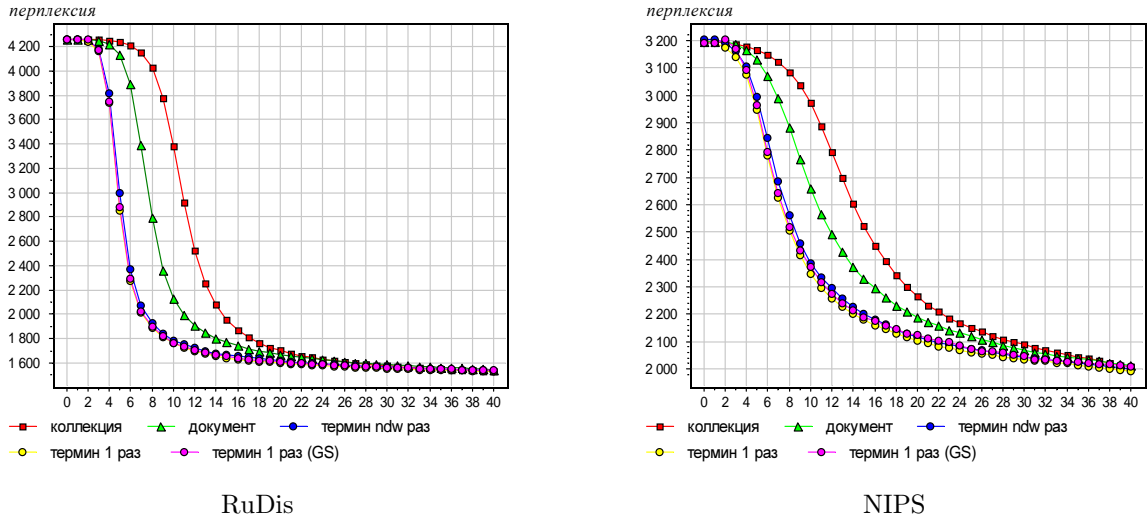 перплексия
4 200
4 000
3 800
3 600
3 400
3 200
3 000
2 800
2 600
2 400
2 200
2 000
1 800
1 600
0 2 4 6 8 10 12 14 16 18 20 22 24 26 28 30 32 34 36 38 40
коллекция документ термин ndw раз
термин 1 раз термин 1 раз (GS)
RuDis
перплексия
3 200
3 100
3 000
2 900
2 800
2 700
2 600
2 500
2 400
2 300
2 200
2 100
2 000
0 2 4 6 8 10 12 14 16 18 20 22 24 26 28 30 32 34 36 38 40
коллекция документ термин ndw раз
термин 1 раз термин 1 раз (GS)
NIPS